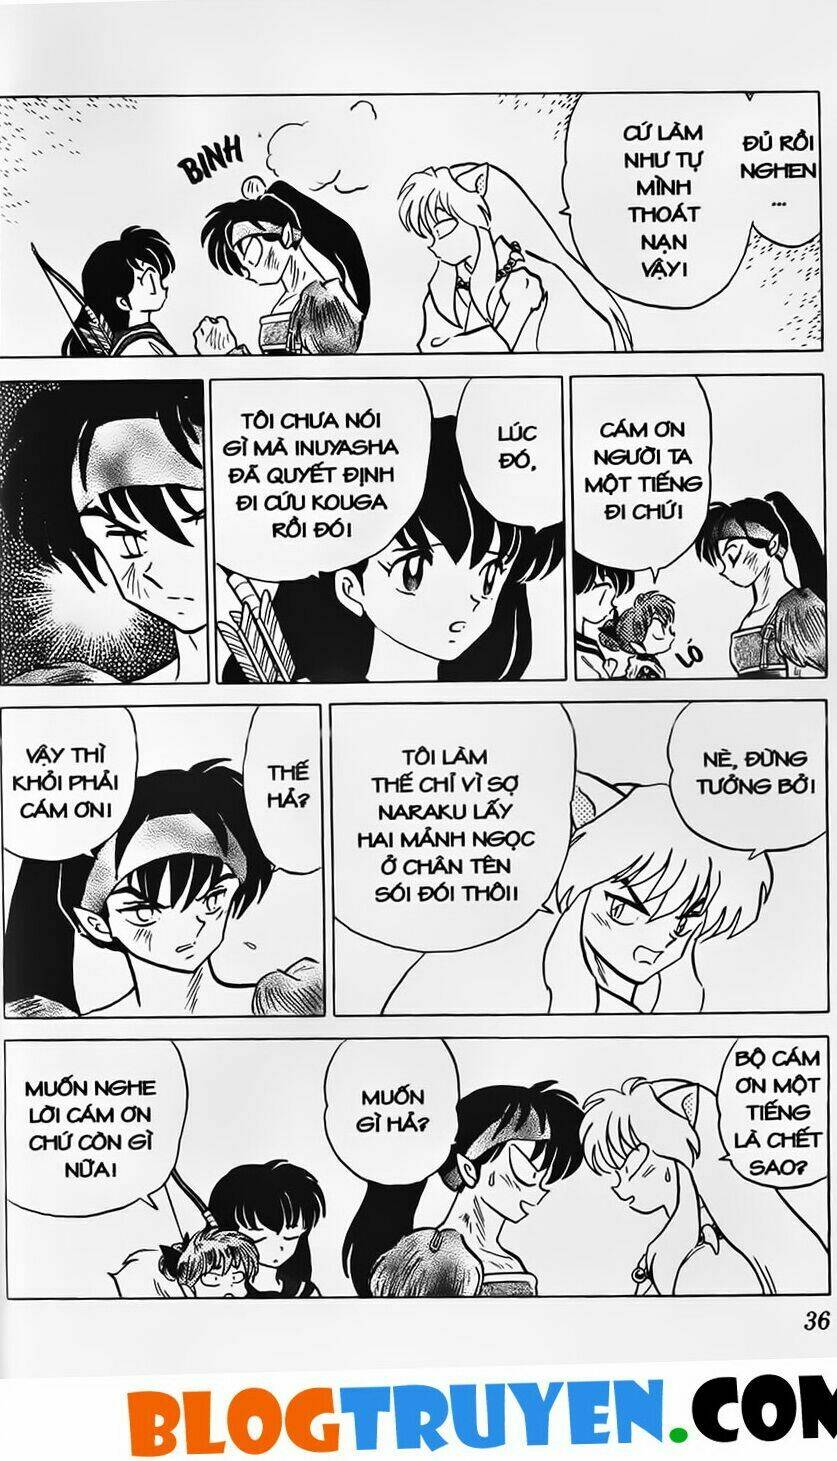 ĐỦ RỒI
NGHEN
...
CỨ LÀM
NHƯ TỰ
MÌNH
THOÁT
NẠN
VẬY!
BINH
CÁM ƠN
NGƯỜI TA
MỘT TIẾNG
ĐI CHỨ!
LÓ
LÚC
ĐÓ,
TÔI CHƯA NÓI
GÌ MÀ INUYASHA
ĐÃ QUYẾT ĐỊNH
ĐI CỨU KOUGA
RỒI ĐÓ!
NÈ, ĐỪNG
TƯỞNG BỞ!
TÔI LÀM
THẾ CHỈ VÌ SỢ
NARAKU LẤY
HAI MẢNH NGỌC
Ở CHÂN TÊN
SÓI ĐÓI THÔI!
THẾ
HẢ?
VẬY THÌ
KHỎI PHẢI
CÁM ƠN!
BỘ CÁM
ƠN MỘT
TIẾNG
LÀ CHẾT
SAO?
MUỐN
GÌ HẢ?
MUỐN NGHE
LỜI CÁM ƠN
CHỨ CÒN GÌ
NỮA!
36
BLOGTRUYEN.COM